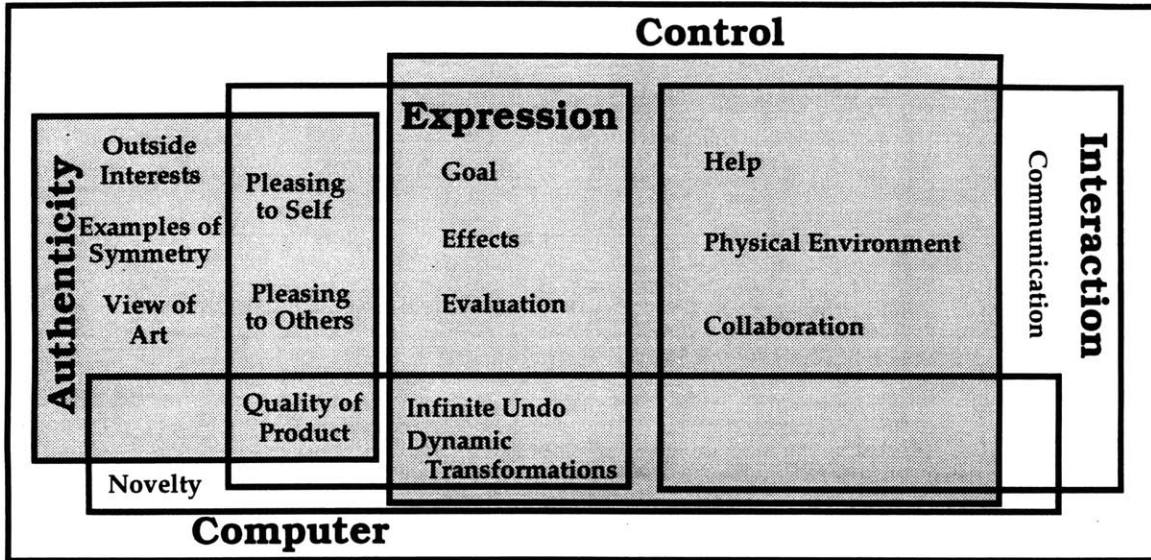 Control
Authenticity
Outside
Interests
Examples of
Symmetry
View of
Art
Pleasing
to Self
Pleasing
to Others
Quality of
Product
Expression
Goal
Effects
Evaluation
Infinite Undo
Dynamic
Transformations
Help
Physical Environment
Collaboration
Communication
Interaction
Novelty
Computer